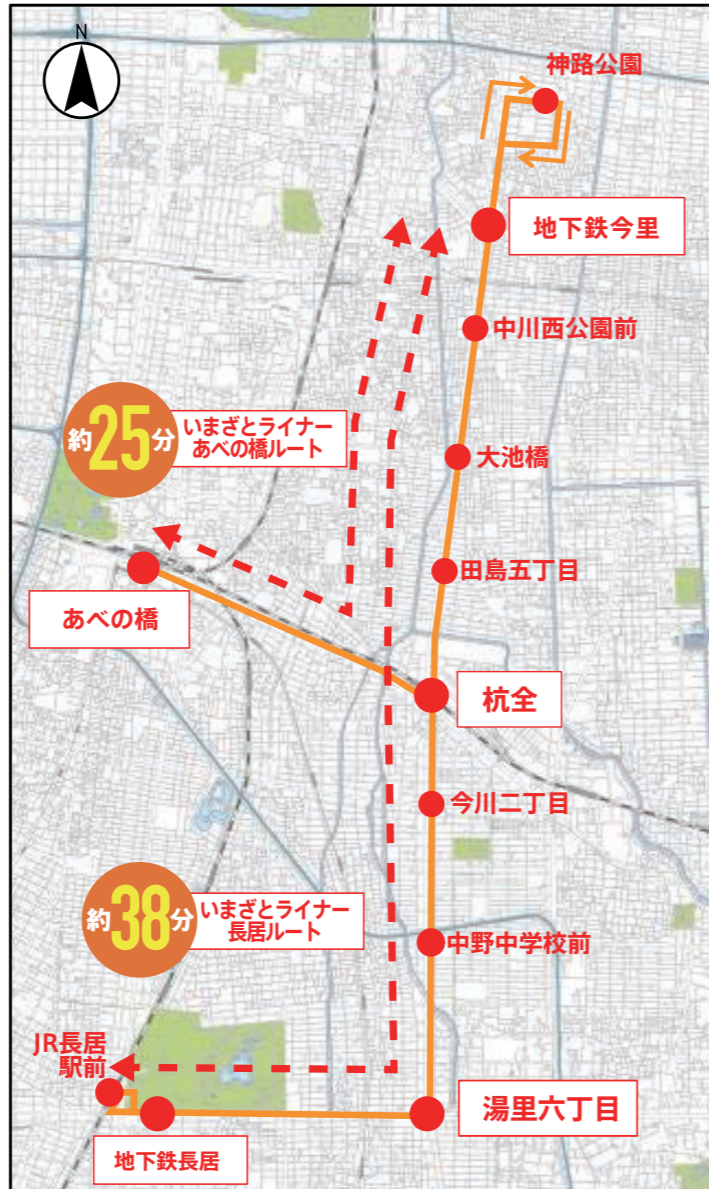 N
神路公園
地下鉄今里
中川西公園前
約25分
いまざとライナー
あべの橋ルート
大池橋
田島五丁目
あべの橋
杭全
今川二丁目
約38分
いまざとライナー
長居ルート
中野中学校前
JR長居
駅前
湯里六丁目
地下鉄長居